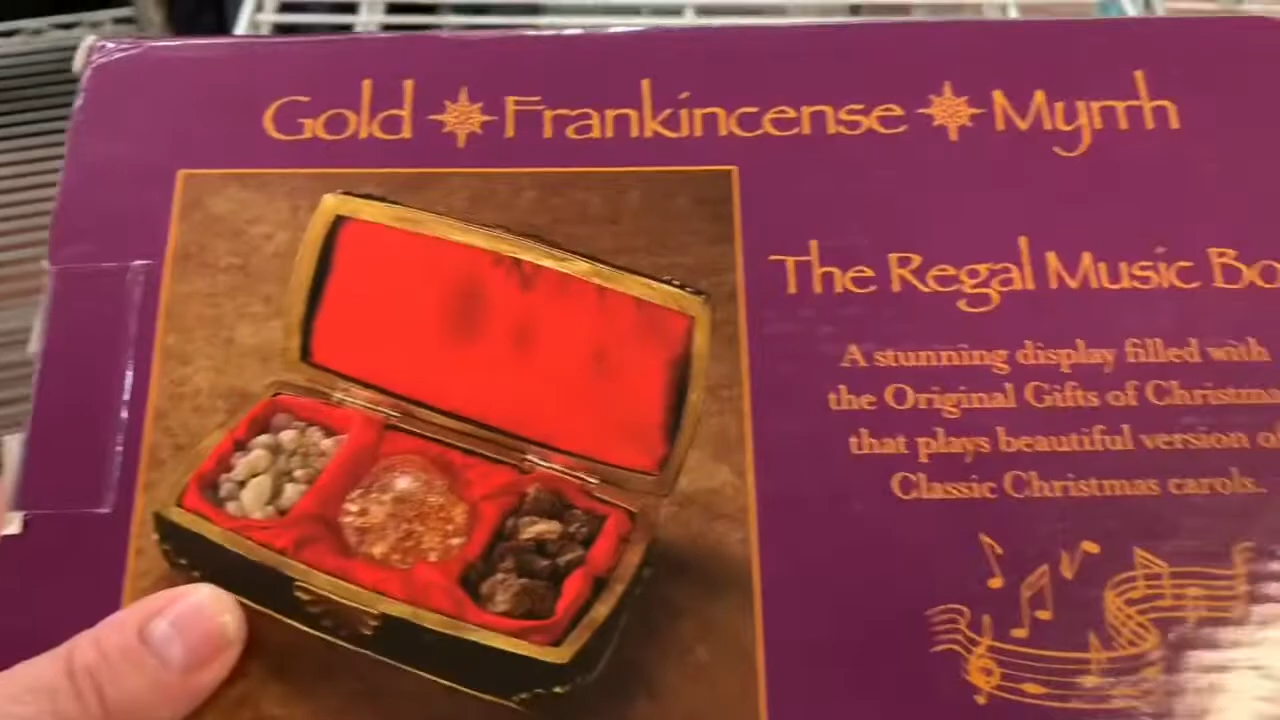 Gold Frankincense Myrrh
The Regal Music Bo
A stunning display filled with
the Original Gifts of Christma
that plays beautiful version of
Classic Christmas carols.